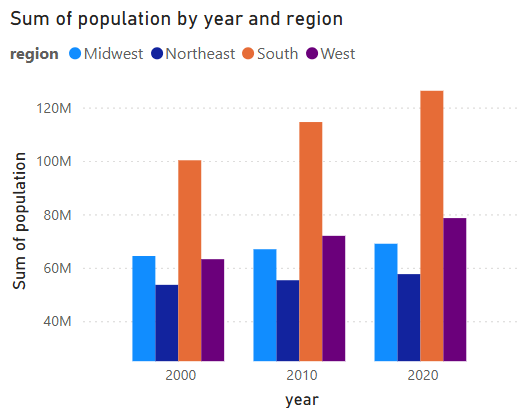 Sum of population by year and region
region Midwest Northeast South West
120M
100M
80M
60M
40M
Sum of population
2000 2010 2020
year